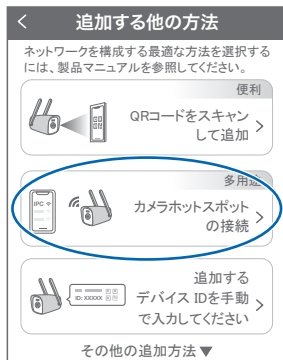 < 追加する他の方法
ネットワークを構成する最適な方法を選択する
には、製品マニュアルを参照してください。
便利
QRコードをスキャン
して追加 >
多用途
IPC
カメラホットスポット
の接続 >
追加する
デバイス IDを手動
で入力してください >
ID: XXXXX
その他の追加方法▼